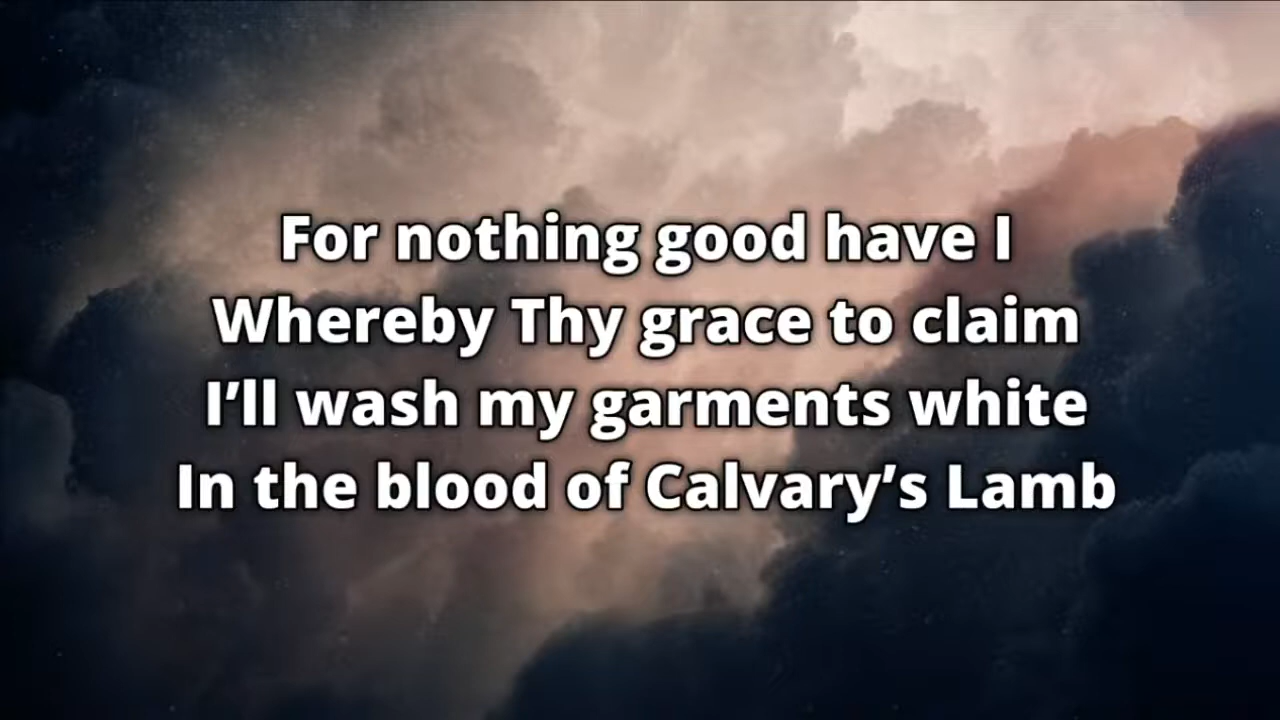 For nothing good have I
Whereby Thy grace to claim
I’ll wash my garments white
In the blood of Calvary’s Lamb